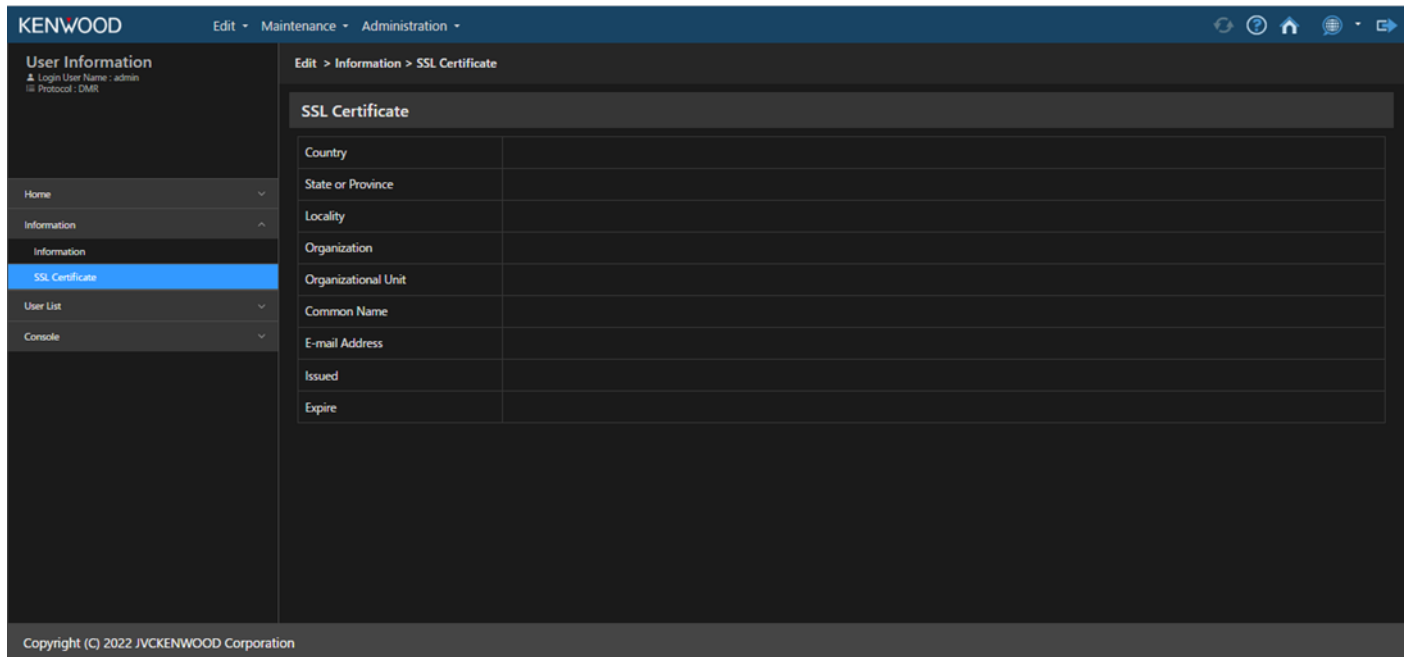 KENWOOD Edit Maintenance Administration
User Information
Login User Name : admin
Protocol : DMR
Home
Information
Information
SSL Certificate
User List
Console
Edit > Information > SSL Certificate
SSL Certificate
Country
State or Province
Locality
Organization
Organizational Unit
Common Name
E-mail Address
Issued
Expire
Copyright (C) 2022 JVCKENWOOD Corporation